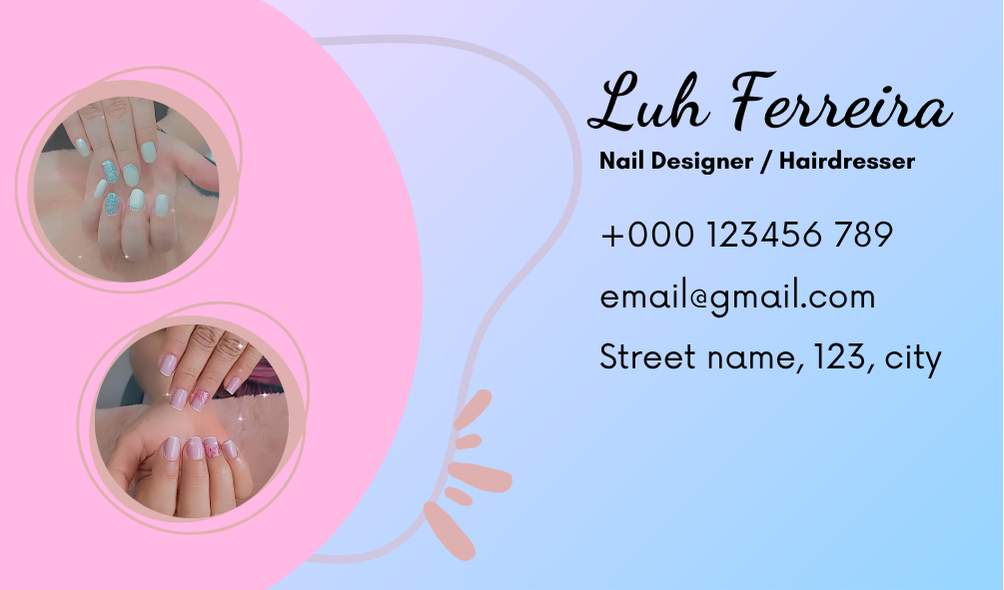 Luh Ferreira
Nail Designer / Hairdresser
+000 123456 789
email@gmail.com
Street name, 123, city